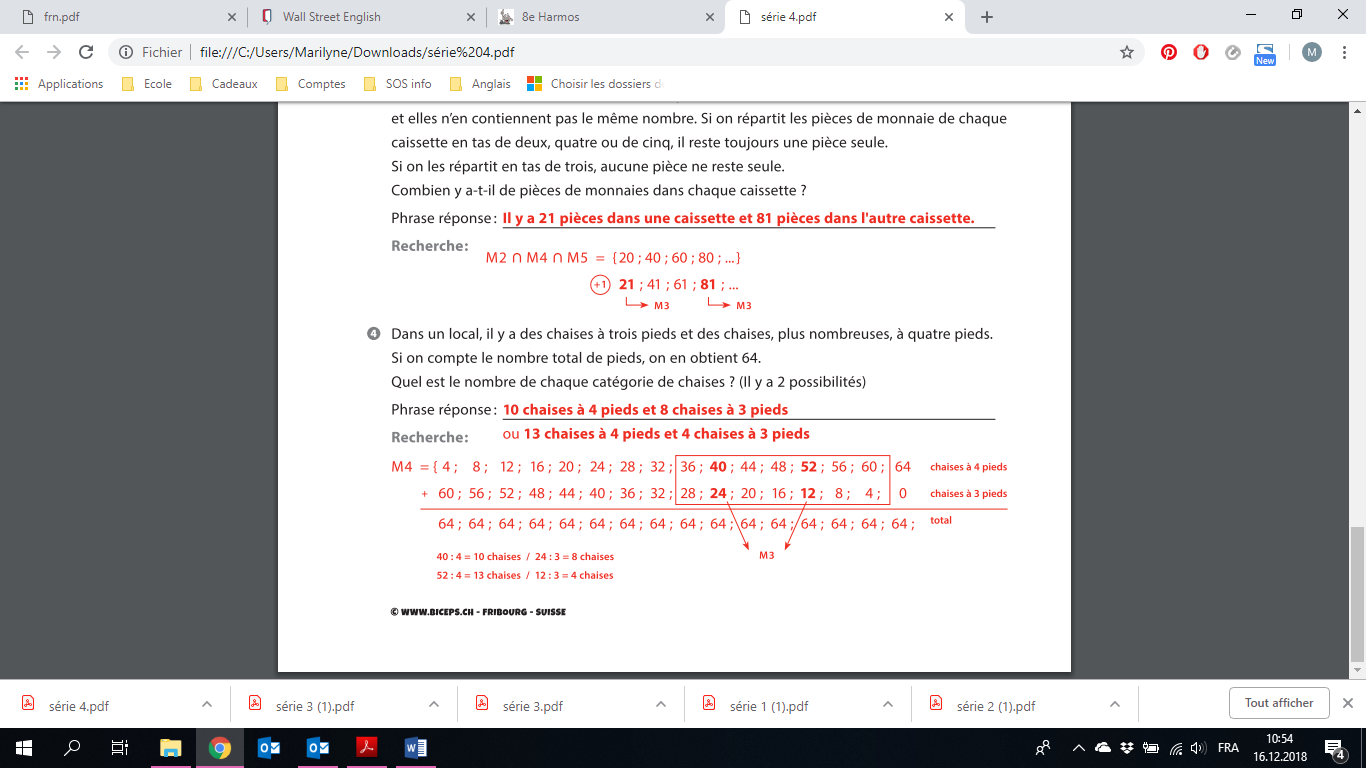 frn.pdf
Wall Street English
8e Harmos
série 4.pdf
Fichier
file:///C:/Users/Marilyne/Downloads/série%204.pdf
New
M
Applications
Ecole
Cadeaux
Comptes
SOS info
Anglais
Choisir les dossiers de
et elles n’en contiennent pas le même nombre. Si on répartit les pièces de monnaie de chaque
caissette en tas de deux, quatre ou de cinq, il reste toujours une pièce seule.
Si on les répartit en tas de trois, aucune pièce ne reste seule.
Combien y a-t-il de pièces de monnaies dans chaque caissette ?
Phrase réponse : Il y a 21 pièces dans une caissette et 81 pièces dans l'autre caissette.
Recherche :
M2 ∩ M4 ∩ M5 = { 20 ; 40 ; 60 ; 80 ; ... }
+1 21 ; 41 ; 61 ; 81 ; ...
M3 M3
4 Dans un local, il y a des chaises à trois pieds et des chaises, plus nombreuses, à quatre pieds.
Si on compte le nombre total de pieds, on en obtient 64.
Quel est le nombre de chaque catégorie de chaises ? (Il y a 2 possibilités)
Phrase réponse : 10 chaises à 4 pieds et 8 chaises à 3 pieds
Recherche : ou 13 chaises à 4 pieds et 4 chaises à 3 pieds
M4 = { 4 ; 8 ; 12 ; 16 ; 20 ; 24 ; 28 ; 32 ; 36 ; 40 ; 44 ; 48 ; 52 ; 56 ; 60 ; 64 chaises à 4 pieds
+ 60 ; 56 ; 52 ; 48 ; 44 ; 40 ; 36 ; 32 ; 28 ; 24 ; 20 ; 16 ; 12 ; 8 ; 4 ; 0 chaises à 3 pieds
64 ; 64 ; 64 ; 64 ; 64 ; 64 ; 64 ; 64 ; 64 ; 64 ; 64 ; 64 ; 64 ; 64 ; 64 ; 64 ; total
M3
40 : 4 = 10 chaises / 24 : 3 = 8 chaises
52 : 4 = 13 chaises / 12 : 3 = 4 chaises
© WWW.BICEPS.CH - FRIBOURG - SUISSE
série 4.pdf
série 3 (1).pdf
série 3.pdf
série 1 (1).pdf
série 2 (1).pdf
Tout afficher
FRA
10:54
16.12.2018
4